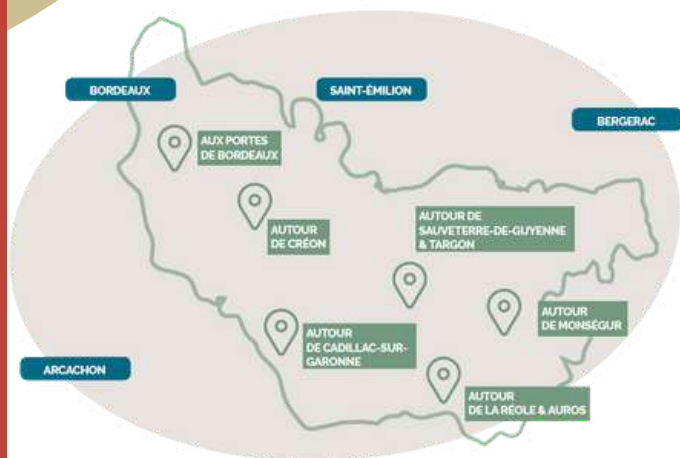 BORDEAUX
SAINT-ÉMILION
BERGERAC
AUX PORTES
DE BORDEAUX
AUTOUR
DE CRÉON
AUTOUR DE
SAUVETERRE-DE-GUYENNE
& TARGON
AUTOUR
DE MONSÉGUR
AUTOUR
DE CADILLAC-SUR-
GARONNE
ARCACHON
AUTOUR
DE LA RÉOLE & AUROS